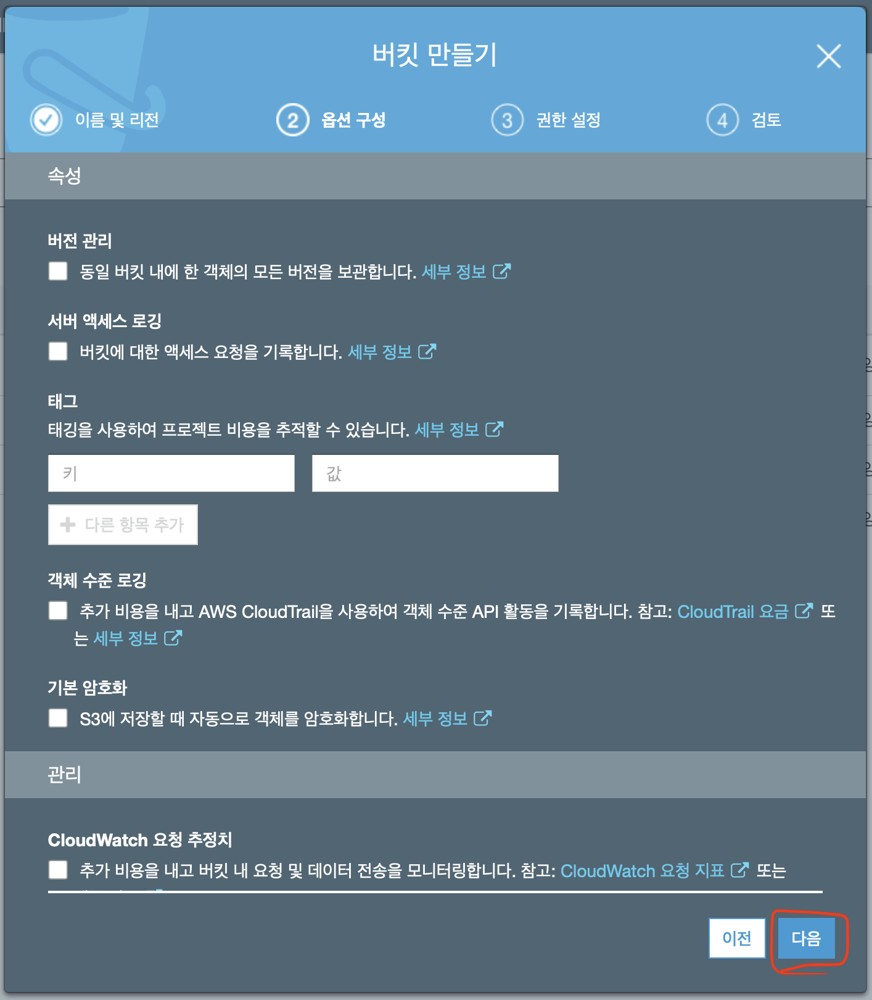 버킷 만들기
이름 및 리전
2 옵션 구성
3 권한 설정
4 검토
속성
버전 관리
동일 버킷 내에 한 객체의 모든 버전을 보관합니다. 세부 정보
서버 액세스 로깅
버킷에 대한 액세스 요청을 기록합니다. 세부 정보
태그
태깅을 사용하여 프로젝트 비용을 추적할 수 있습니다. 세부 정보
키
값
다른 항목 추가
객체 수준 로깅
추가 비용을 내고 AWS CloudTrail을 사용하여 객체 수준 API 활동을 기록합니다. 참고: CloudTrail 요금 또
는 세부 정보
기본 암호화
S3에 저장할 때 자동으로 객체를 암호화합니다. 세부 정보
관리
CloudWatch 요청 추정치
추가 비용을 내고 버킷 내 요청 및 데이터 전송을 모니터링합니다. 참고: CloudWatch 요청 지표 또는
이전
다음